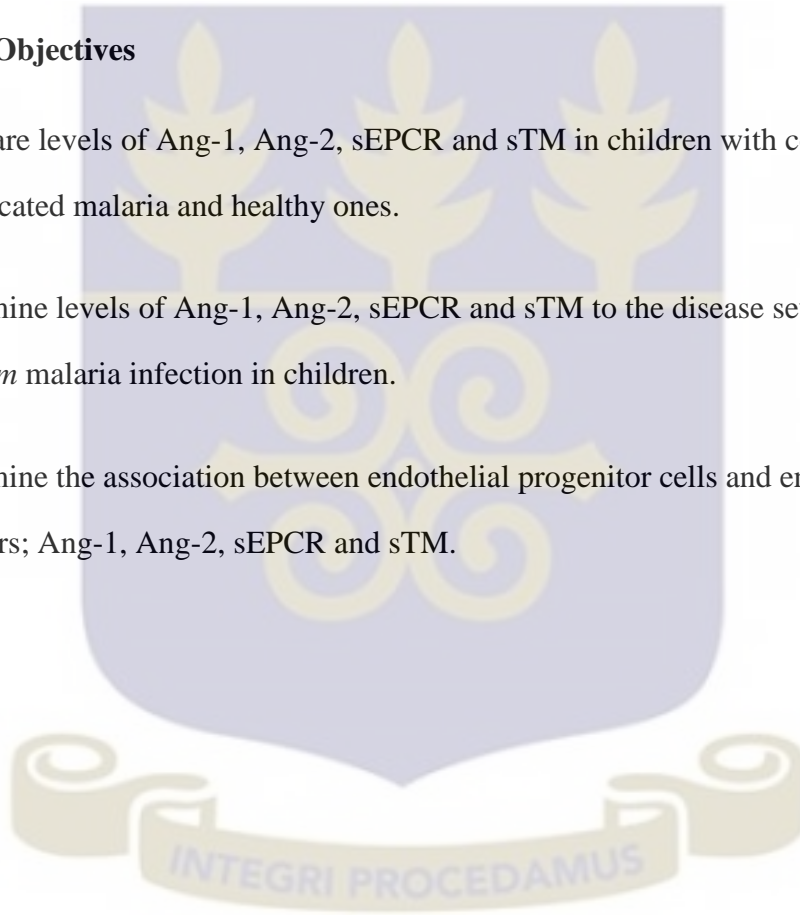 Objectives
are levels of Ang-1, Ang-2, sEPCR and sTM in children with c
cated malaria and healthy ones.
nine levels of Ang-1, Ang-2, sEPCR and sTM to the disease se
m malaria infection in children.
nine the association between endothelial progenitor cells and e
rs; Ang-1, Ang-2, sEPCR and sTM.
INTEGRI PROCEDAMUS